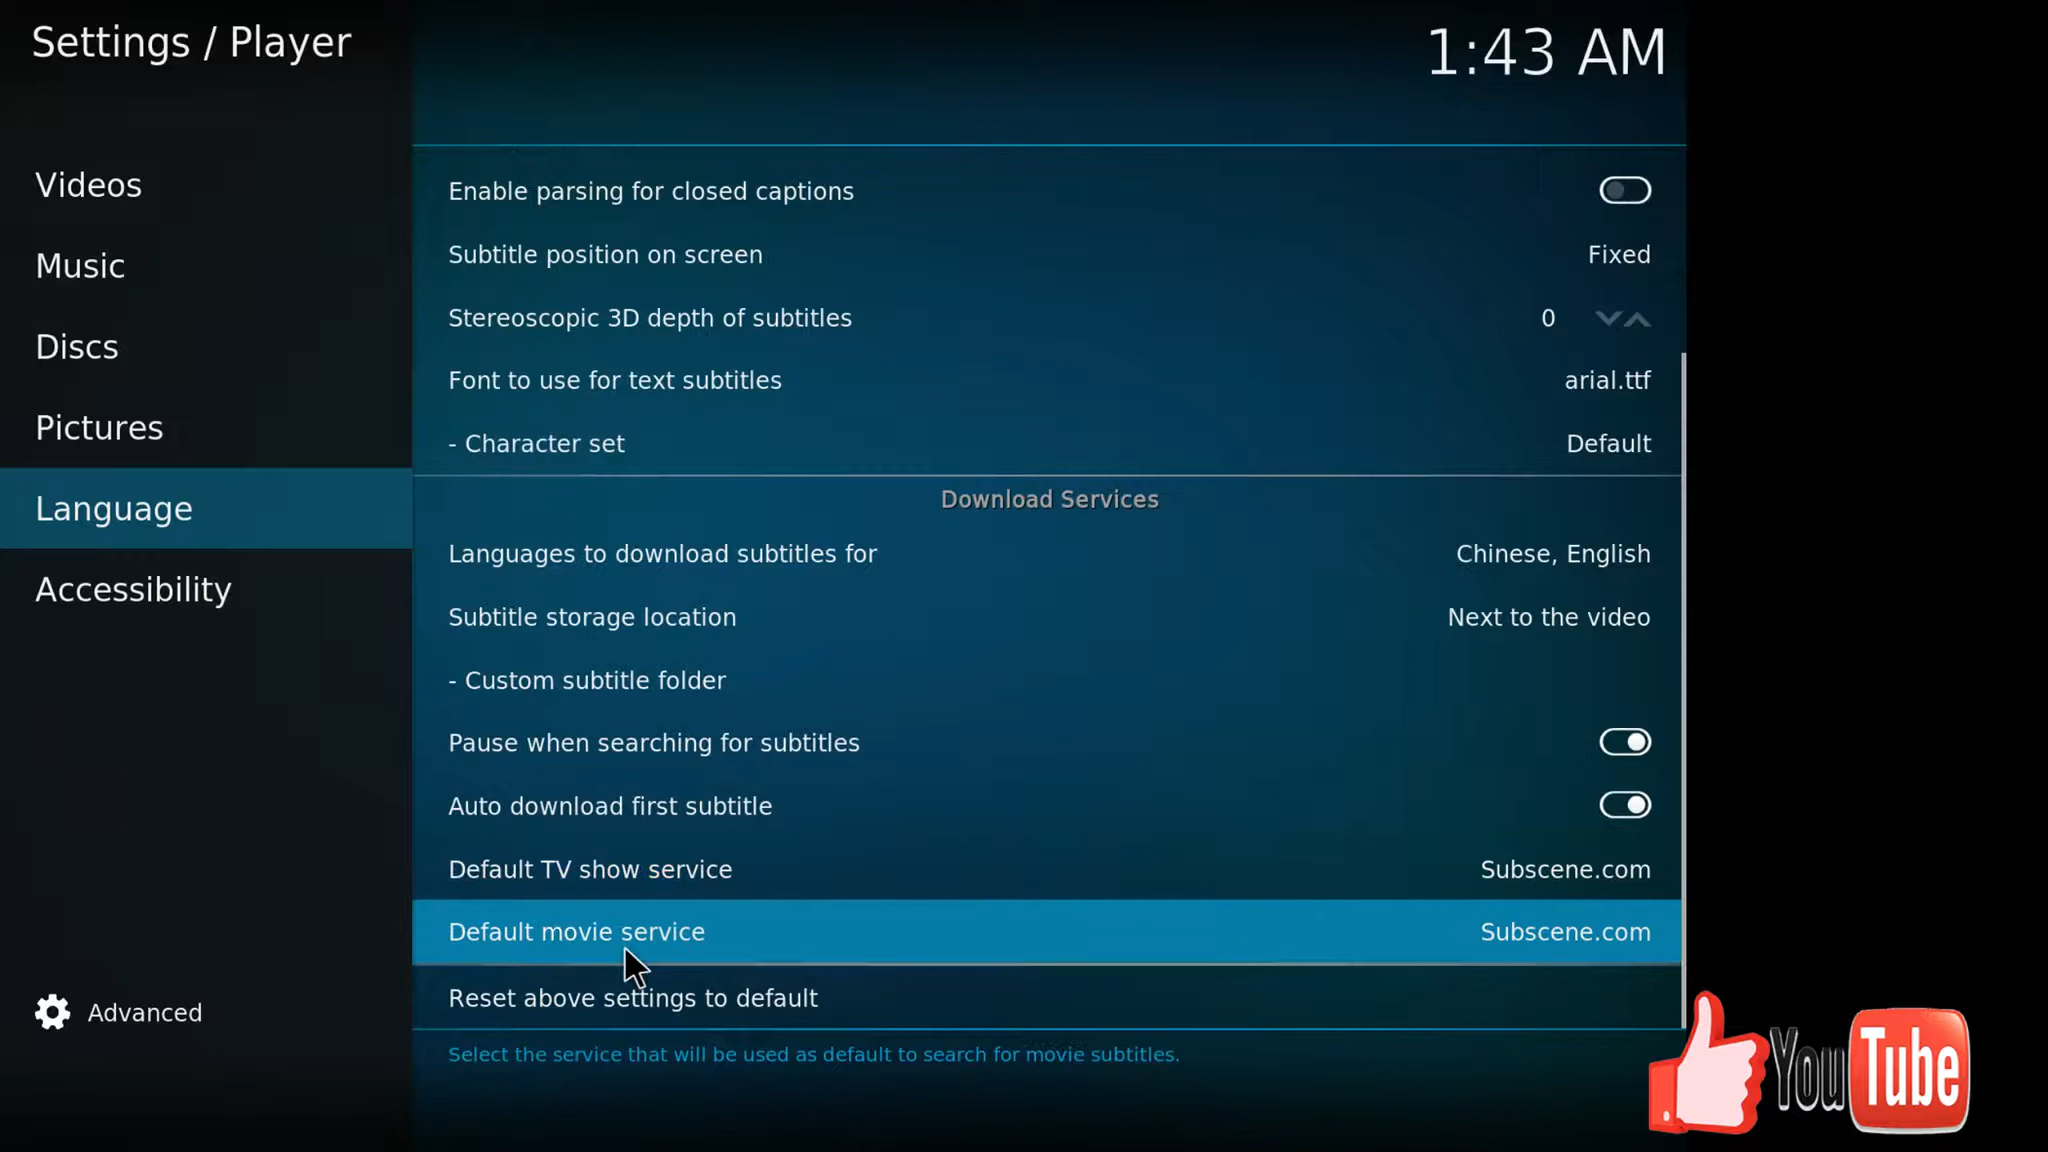 Settings / Player
1:43 AM
Videos
Music
Discs
Pictures
Language
Accessibility
Advanced
Enable parsing for closed captions
Subtitle position on screen Fixed
Stereoscopic 3D depth of subtitles 0
Font to use for text subtitles arial.ttf
- Character set Default
Download Services
Languages to download subtitles for Chinese, English
Subtitle storage location Next to the video
- Custom subtitle folder
Pause when searching for subtitles
Auto download first subtitle
Default TV show service Subscene.com
Default movie service Subscene.com
Reset above settings to default
Select the service that will be used as default to search for movie subtitles.
YouTube